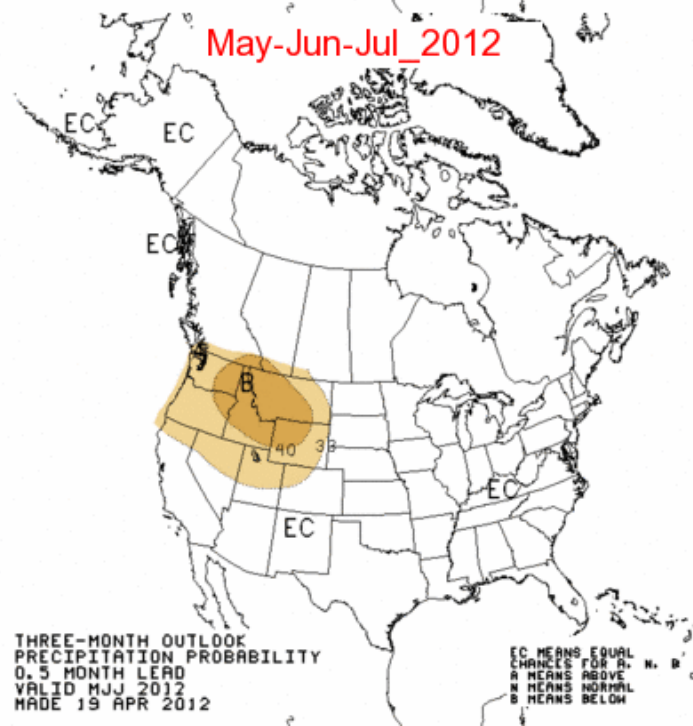 May-Jun-Jul_2012
EC
EC
EC
B
40
33
EC
EC
THREE-MONTH OUTLOOK
PRECIPITATION PROBABILITY
0.5 MONTH LEAD
VALID MJJ 2012
MADE 19 APR 2012
EC MEANS EQUAL
CHANCES FOR A, N, B
A MEANS ABOVE
N MEANS NORMAL
B MEANS BELOW